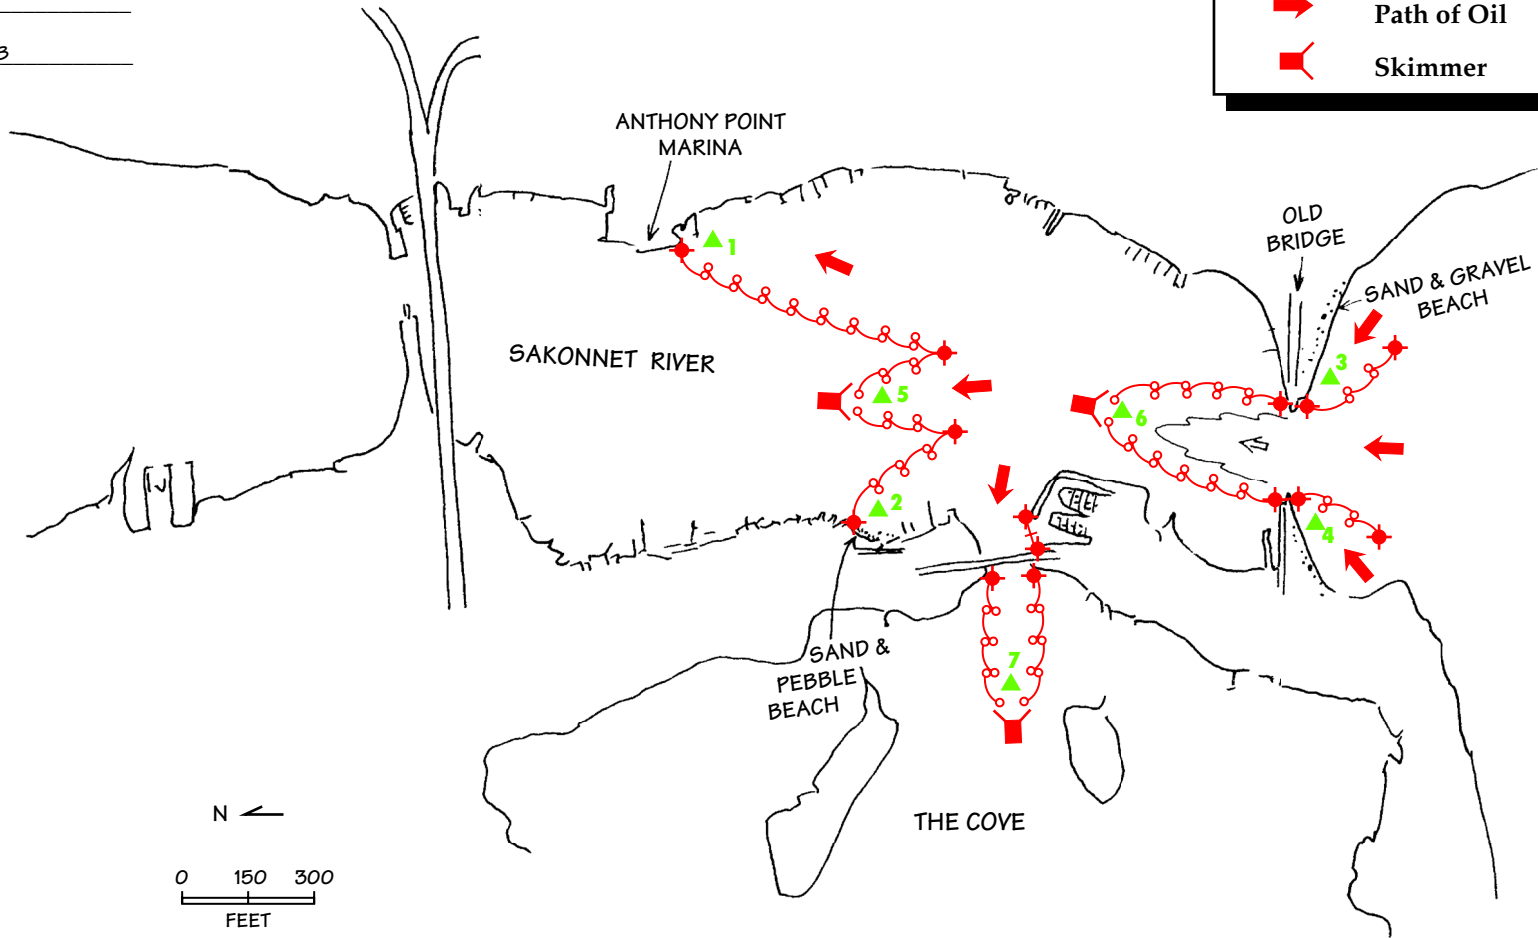 3
Path of Oil
Skimmer
ANTHONY POINT
MARINA
OLD
BRIDGE
SAND & GRAVEL
BEACH
1
SAKONNET RIVER
3
5
6
2
4
SAND &
PEBBLE
BEACH
7
N
THE COVE
0 150 300
FEET